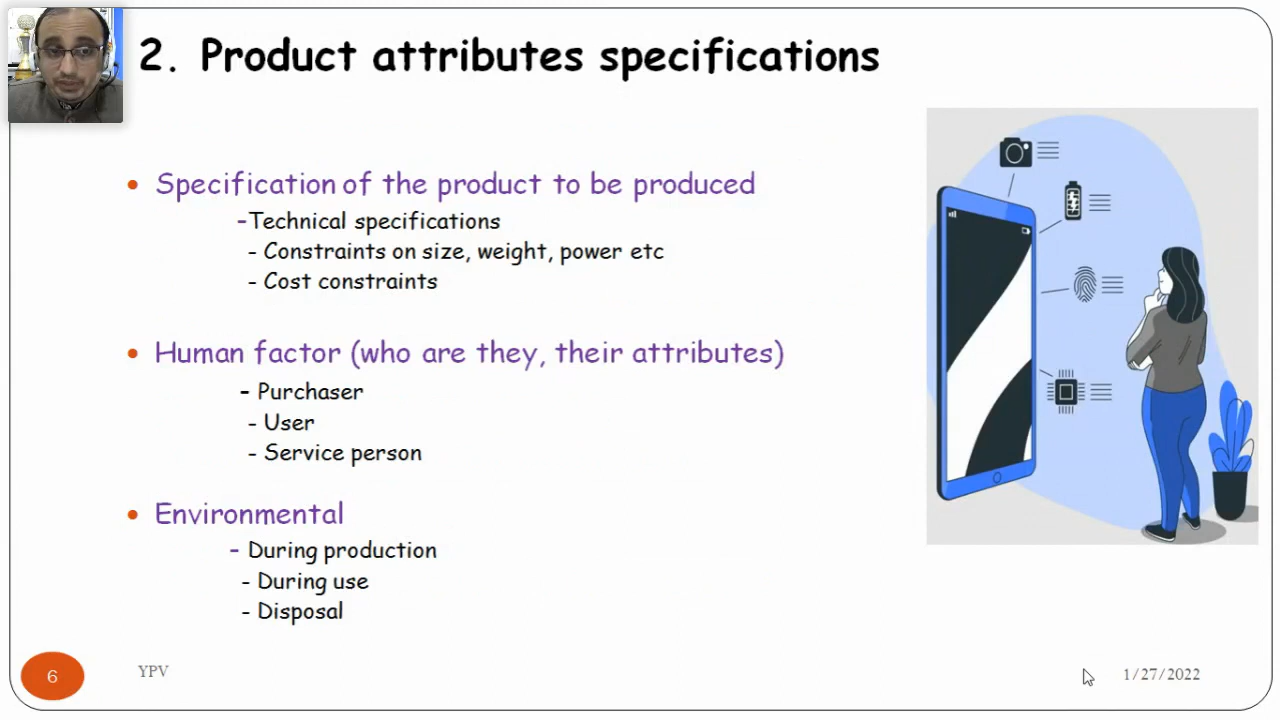 2. Product attributes specifications
• Specification of the product to be produced
-Technical specifications
- Constraints on size, weight, power etc
- Cost constraints
• Human factor (who are they, their attributes)
- Purchaser
- User
- Service person
• Environmental
- During production
- During use
- Disposal
6
YPV
1/27/2022